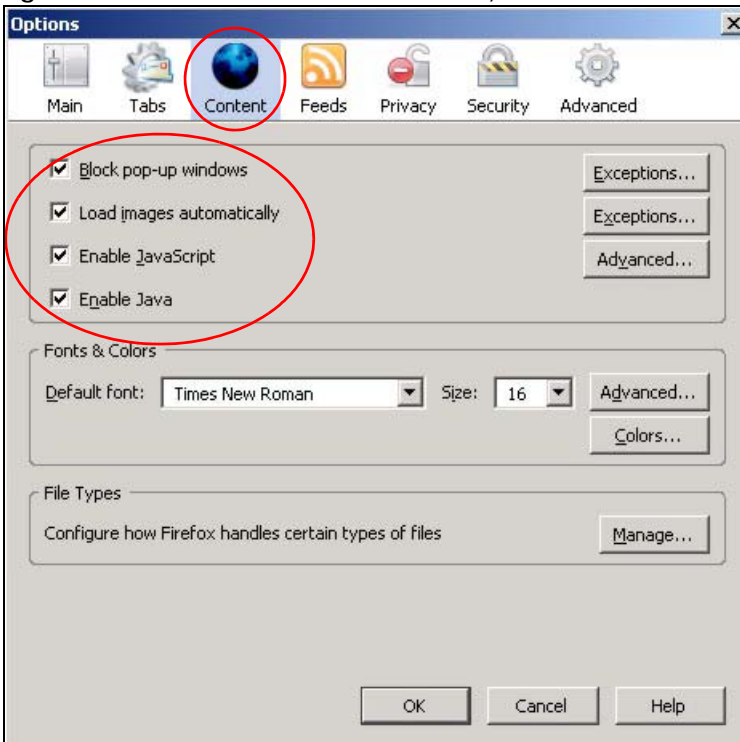 Options
Main Tabs Content Feeds Privacy Security Advanced
Block pop-up windows Exceptions...
Load images automatically Exceptions...
Enable JavaScript Advanced...
Enable Java
Fonts & Colors
Default font: Times New Roman Size: 16 Advanced...
Colors...
File Types
Configure how Firefox handles certain types of files Manage...
OK Cancel Help